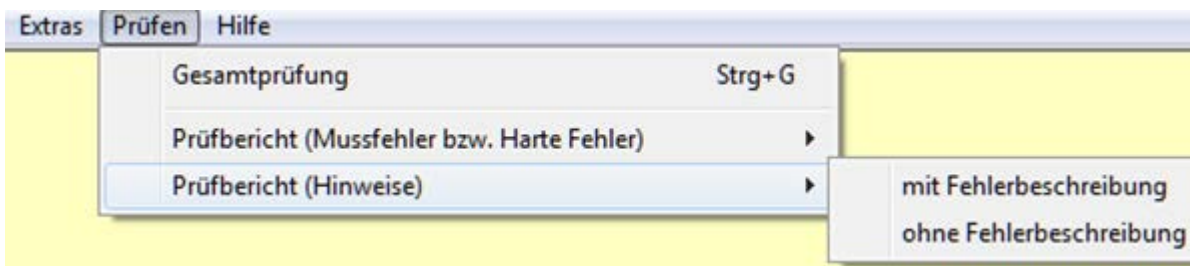 Extras Prüfen Hilfe
Gesamtprüfung Strg+G
Prüfbericht (Mussfehler bzw. Harte Fehler)
Prüfbericht (Hinweise)
mit Fehlerbeschreibung
ohne Fehlerbeschreibung